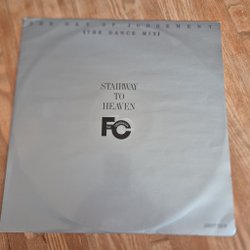 THE DAY OF JUDGEMENT
(THE DANCE MIX)
STAIRWAY
TO
HEAVEN
FC